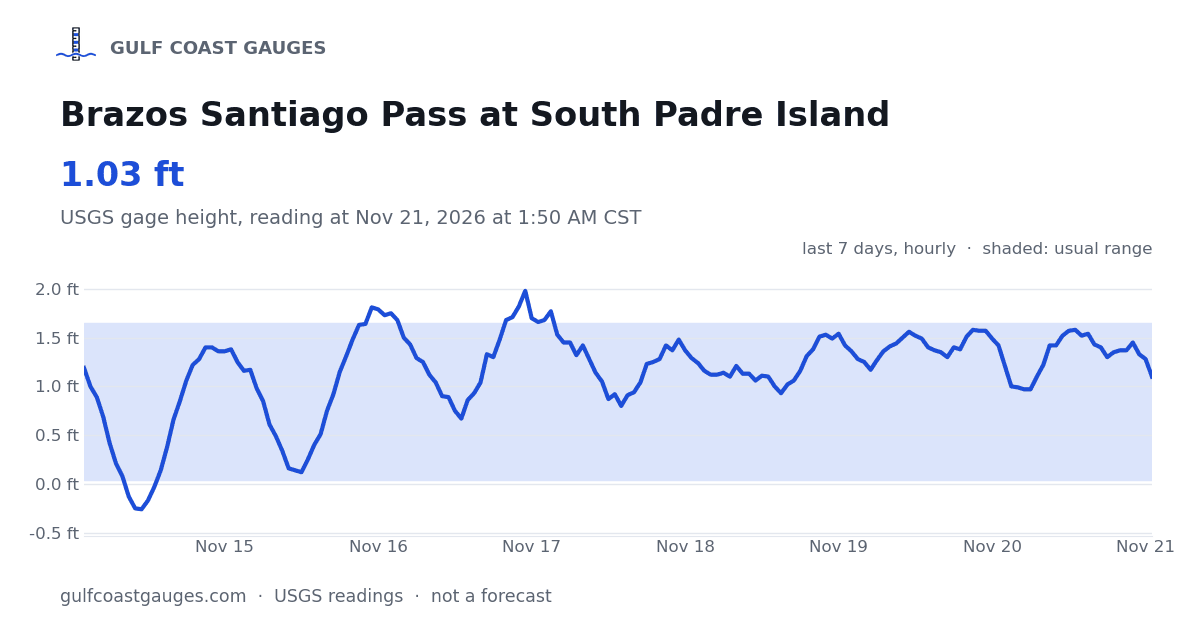 GULF COAST GAUGES
Brazos Santiago Pass at South Padre Island
1.03 ft
USGS gage height, reading at Nov 21, 2026 at 1:50 AM CST
last 7 days, hourly · shaded: usual range
2.0 ft
1.5 ft
1.0 ft
0.5 ft
0.0 ft
-0.5 ft
Nov 15 Nov 16 Nov 17 Nov 18 Nov 19 Nov 20 Nov 21
gulfcoastgauges.com · USGS readings · not a forecast